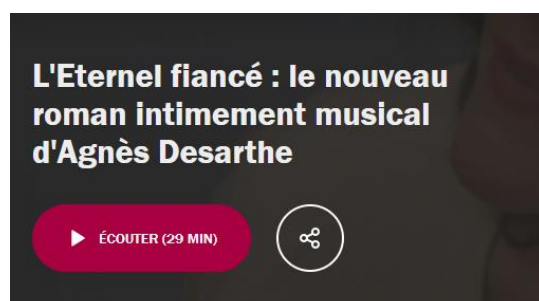 L'Eternel fiancé : le nouveau
roman intimement musical
d'Agnès Desarthe
ÉCOUTER (29 MIN)